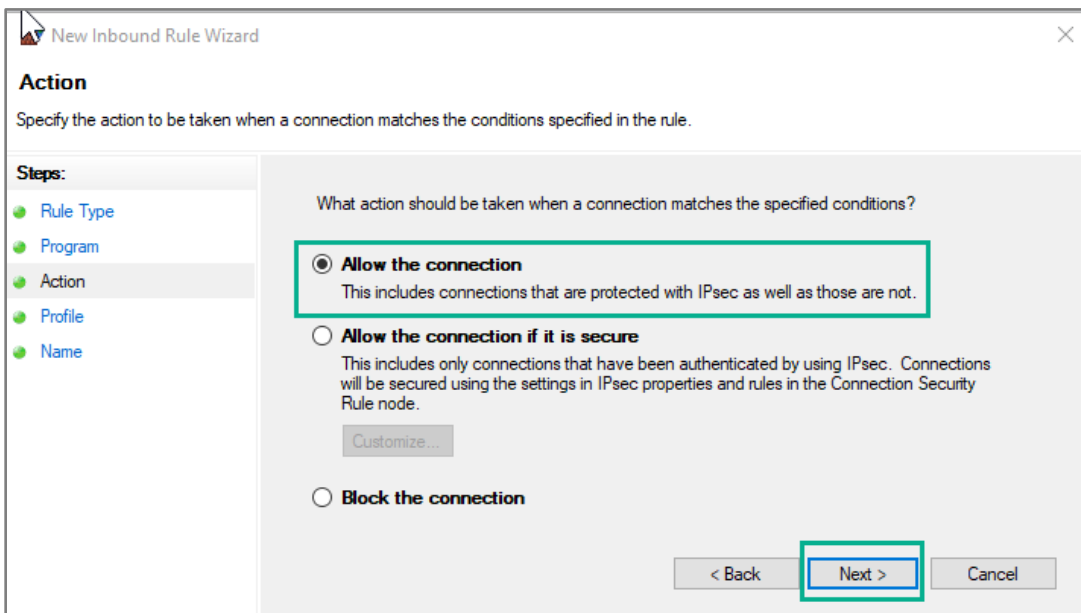 New Inbound Rule Wizard
Action
Specify the action to be taken when a connection matches the conditions specified in the rule.
Steps:
Rule Type
Program
Action
Profile
Name
What action should be taken when a connection matches the specified conditions?
Allow the connection
This includes connections that are protected with IPsec as well as those are not.
Allow the connection if it is secure
This includes only connections that have been authenticated by using IPsec. Connections
will be secured using the settings in IPsec properties and rules in the Connection Security
Rule node.
Customize...
Block the connection
< Back
Next >
Cancel